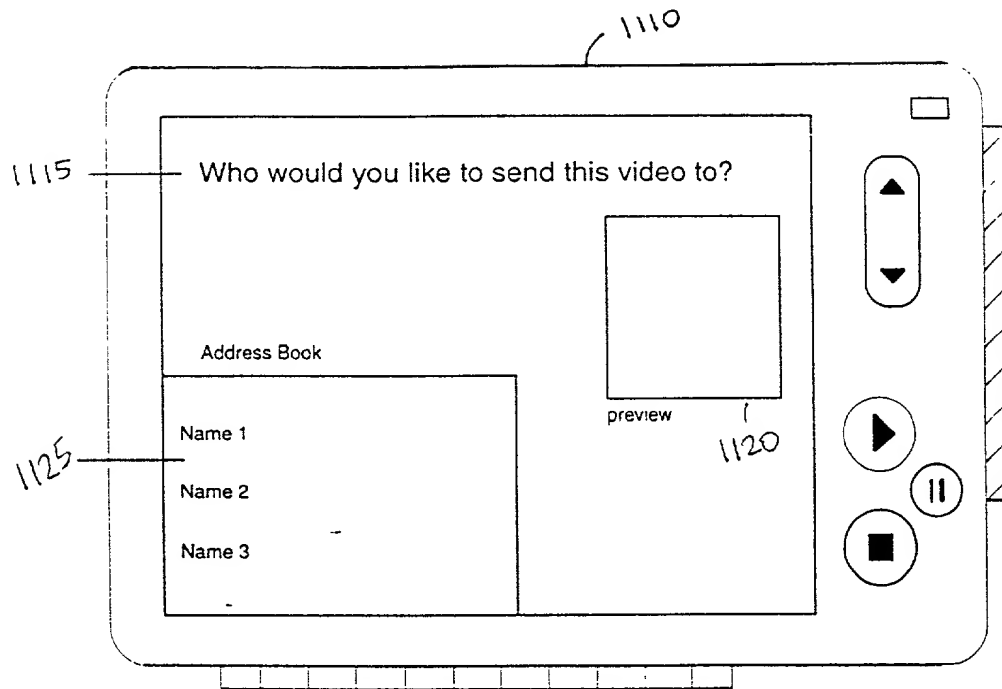 1110
1115
Who would you like to send this video to?
Address Book
preview
1120
1125
Name 1
Name 2
Name 3